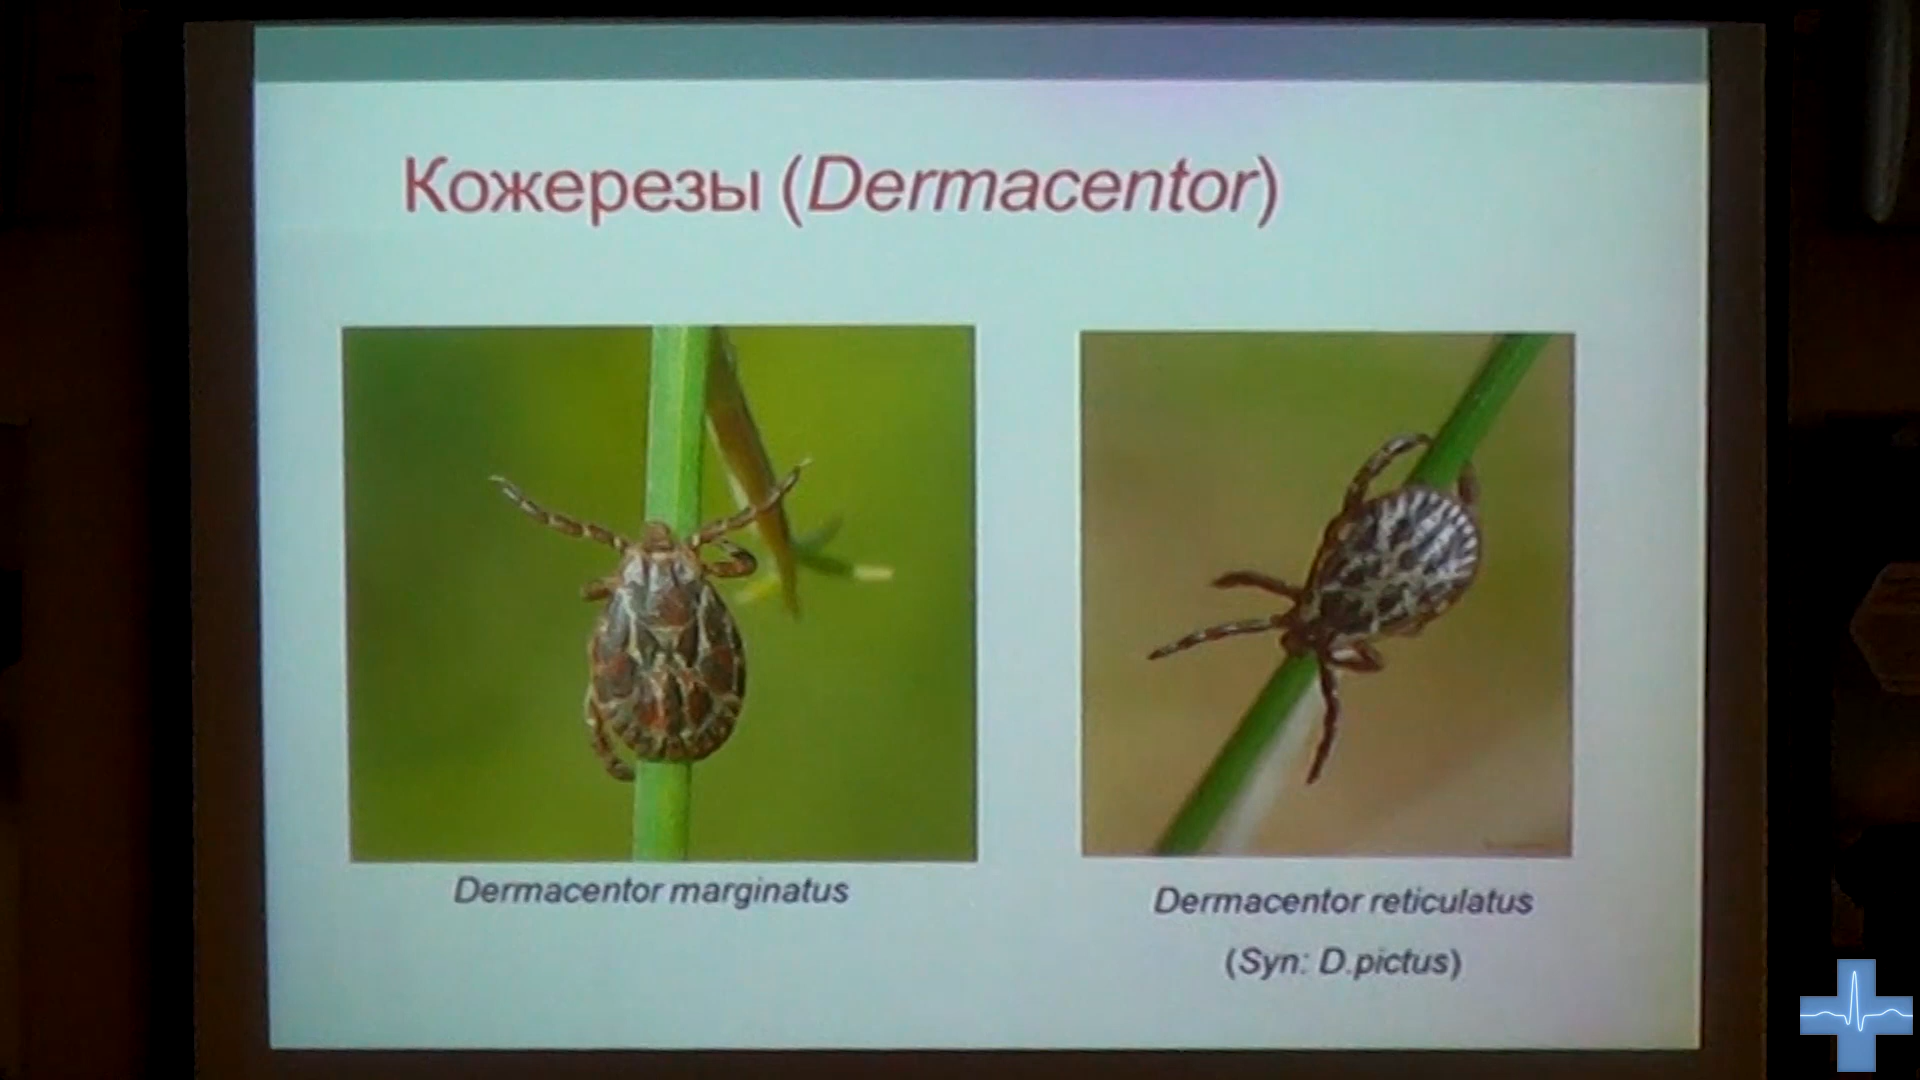 Кожерезы (Dermacentor)
Dermacentor marginatus
Dermacentor reticulatus
(Syn: D.pictus)